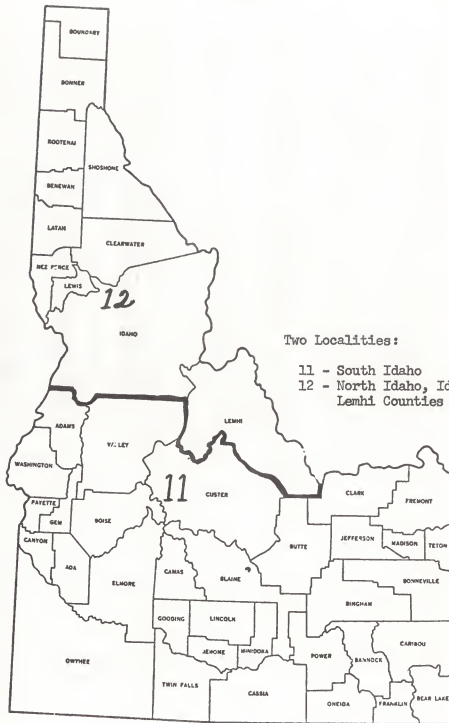 BOUNDARY
BONNER
KOOTENAI
SHOSHONE
BENEWAH
LATAH
CLEARWATER
NEZ PERCE
LEWIS
12
IDAHO
Two Localities:
11 - South Idaho
12 - North Idaho, Id
Lemhi Counties
LEMHI
ADAMS
VALLEY
WASHINGTON
11
CUSTER
CLARK
FREMONT
PAYETTE
GEM
BOISE
BUTTE
JEFFERSON
MADISON
TETON
CANYON
ADA
ELMORE
CAMAS
BLAINE
BONNEVILLE
BINGHAM
GOODING
LINCOLN
CARIBOU
JEROME
MINIDOKA
POWER
BANNOCK
OWYHEE
TWIN FALLS
CASSIA
ONEIDA
FRANKLIN
BEAR LAKE